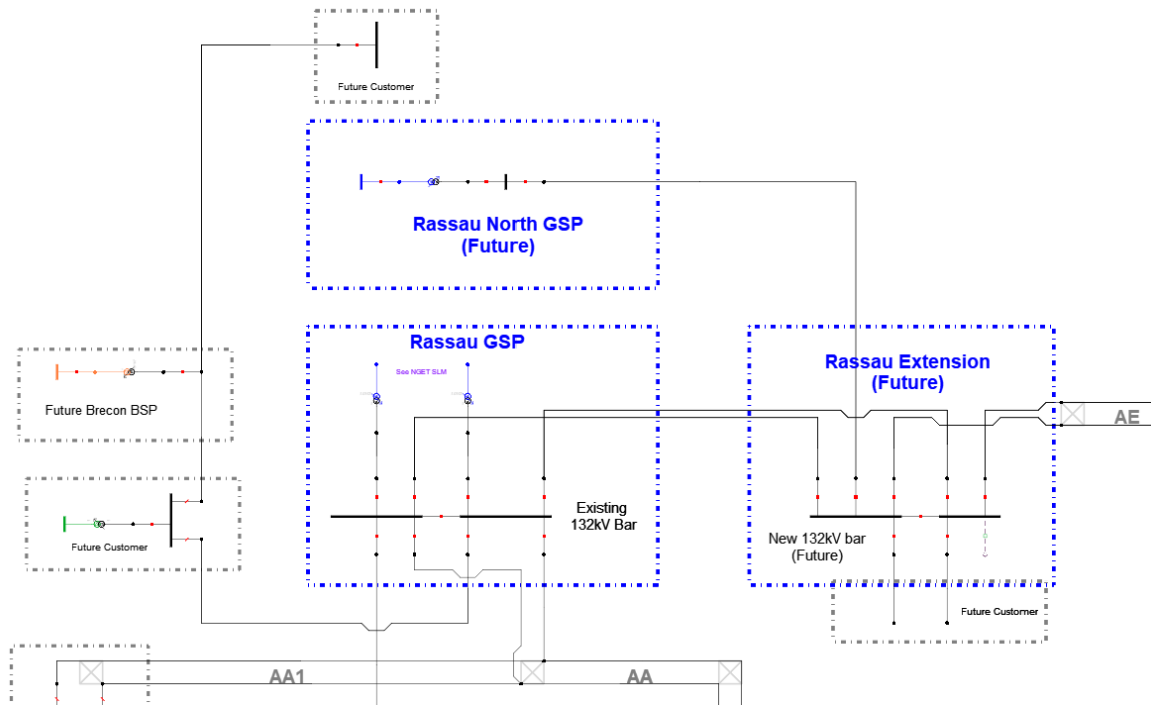 Future Customer
Rassau North GSP
(Future)
Rassau GSP
See NGET SLM
Rassau Extension
(Future)
Future Brecon BSP
AE
Existing
132kV Bar
New 132kV bar
(Future)
Future Customer
Future Customer
AA1
AA